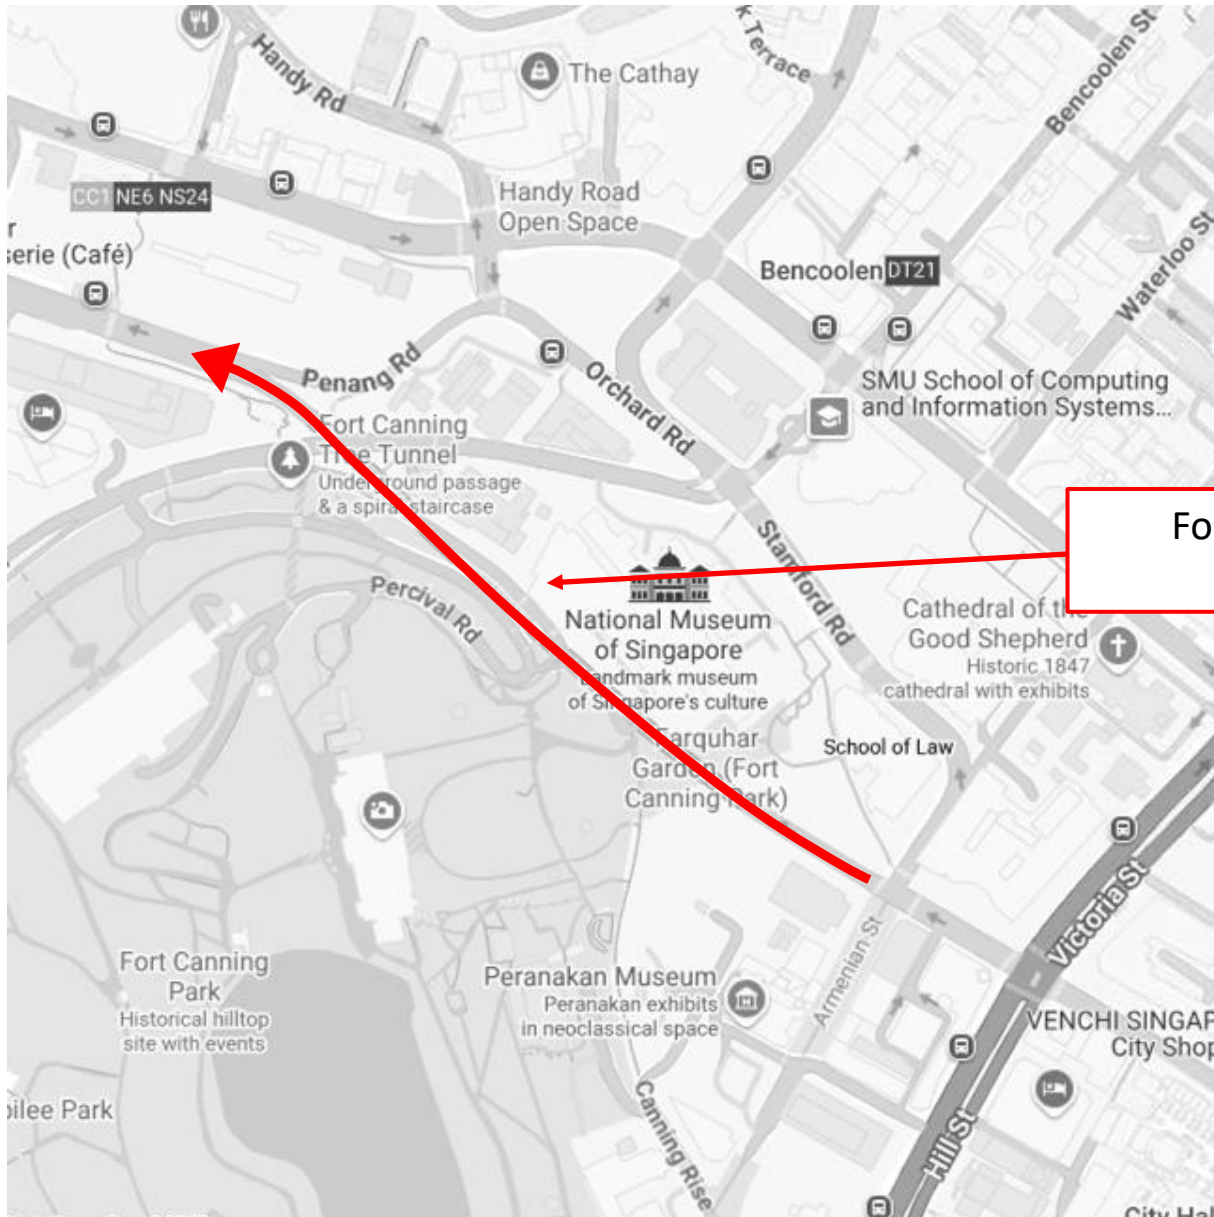 k Terrace
Bencoolen St
Handy Rd
The Cathay
CC1 NE6 NS24
Handy Road
Open Space
Waterloo St
r
serie (Café)
Bencoolen DT21
Penang Rd
Orchard Rd
SMU School of Computing
and Information Systems...
Fort Canning
Tree Tunnel
Underground passage
& a spiral staircase
Fo
Stamford Rd
Percival Rd
National Museum
of Singapore
Landmark museum
of Singapore's culture
Cathedral of the
Good Shepherd
Historic 1847
cathedral with exhibits
Farquhar
Garden (Fort
Canning Park)
School of Law
Victoria St
Armenian St
Fort Canning
Park
Historical hilltop
site with events
Peranakan Museum
Peranakan exhibits
in neoclassical space
VENCHI SINGAP
City Shop
bilee Park
Canning Rise
Hill St
City Hal